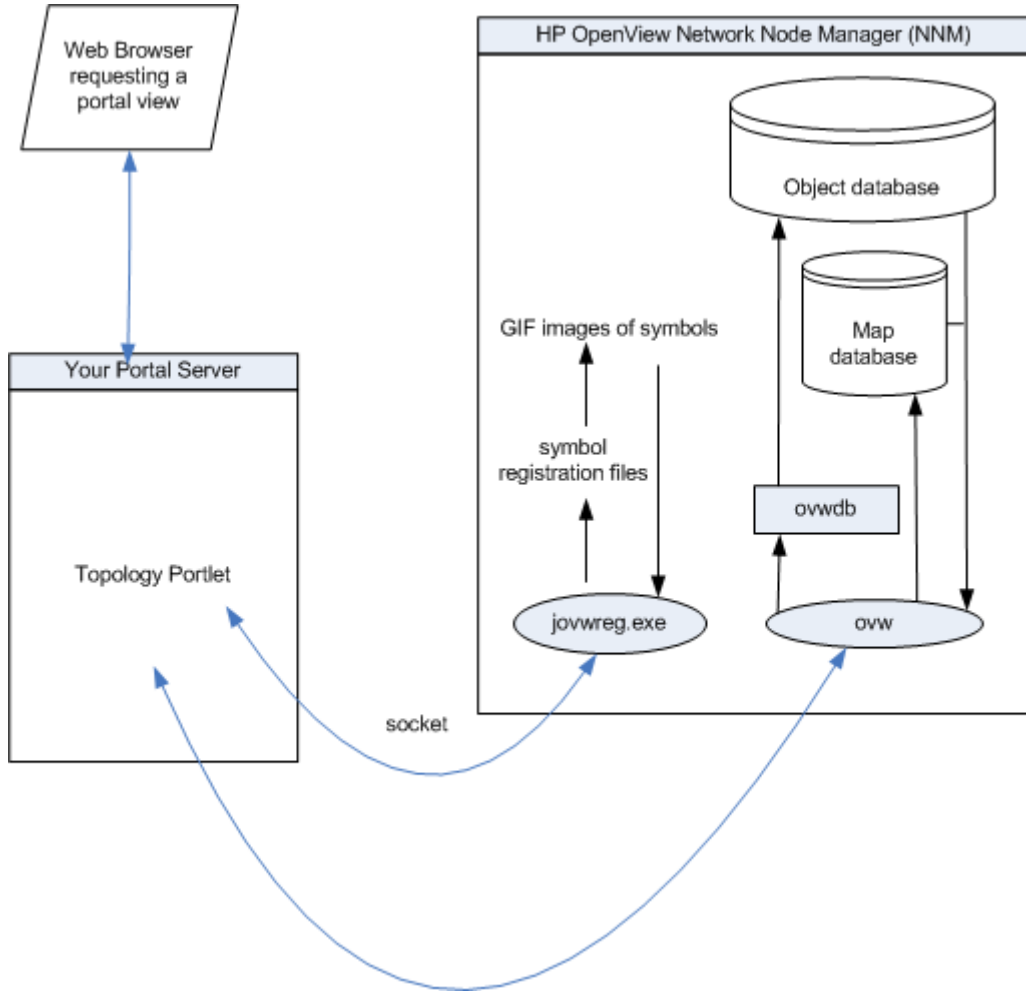 Web Browser
requesting a
portal view
HP OpenView Network Node Manager (NNM)
Object database
Map
database
GIF images of symbols
symbol
registration files
ovwdb
jovwreg.exe
ovw
Your Portal Server
Topology Portlet
socket